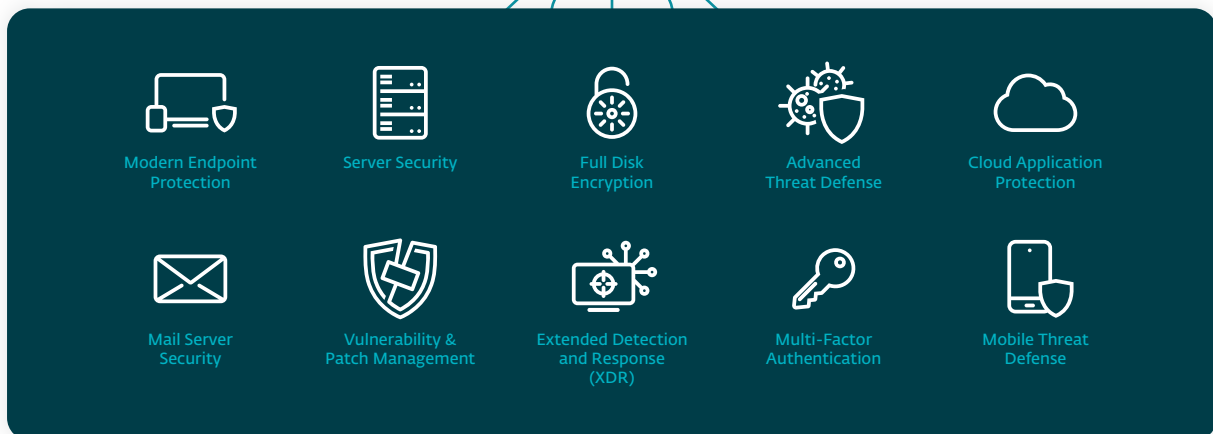 Modern Endpoint
Protection
Server Security
Full Disk
Encryption
Advanced
Threat Defense
Cloud Application
Protection
Mail Server
Security
Vulnerability &
Patch Management
Extended Detection
and Response
(XDR)
Multi-Factor
Authentication
Mobile Threat
Defense